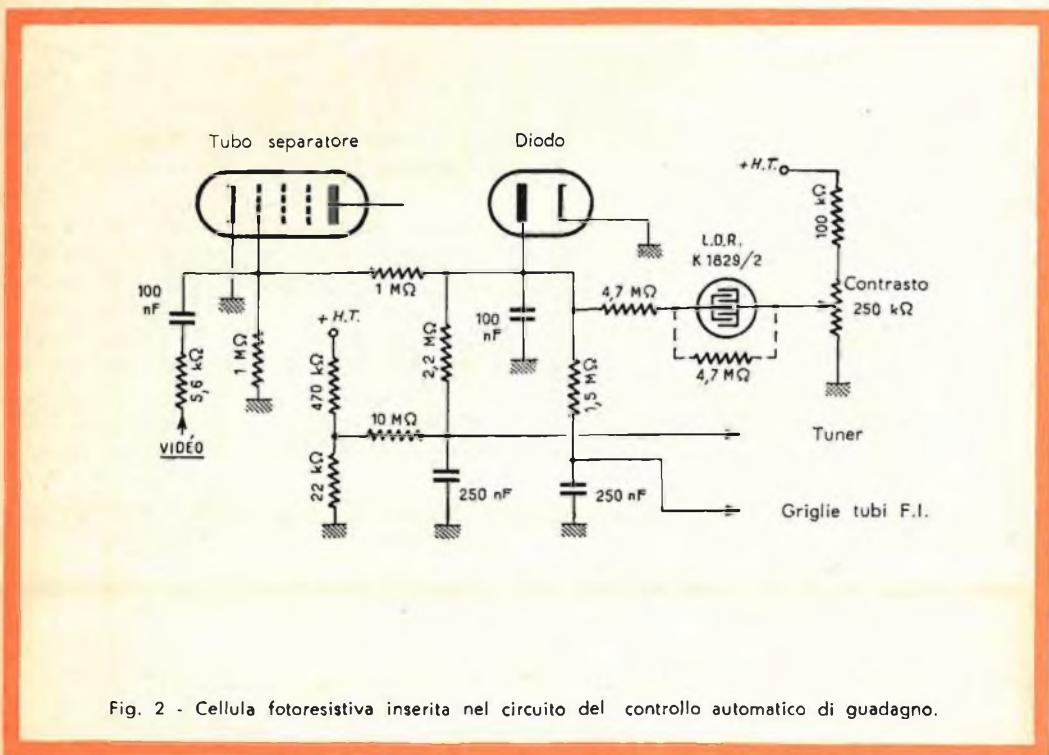 Tubo separatore
Diodo
+ H.T.
100 kΩ
L.D.R.
K 1829/2
Contrasto
250 kΩ
100
nF
1 MΩ
4,7 MΩ
100
nF
4,7 MΩ
5,6 kΩ
1 MΩ
+ H.T.
470 kΩ
2,2 MΩ
1,5 MΩ
VIDÉO
10 MΩ
Tuner
22 kΩ
250 nF
250 nF
Griglie tubi F.I.
Fig. 2 - Cellula fotoresistiva inserita nel circuito del controllo automatico di guadagno.